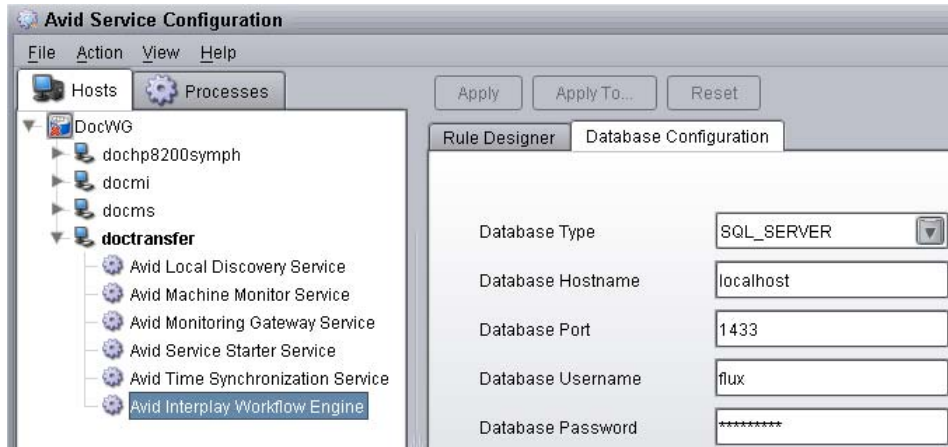 Avid Service Configuration
File Action View Help
Hosts Processes
Apply Apply To... Reset
DocWG
dochp8200symph
docmi
docms
doctransfer
Avid Local Discovery Service
Avid Machine Monitor Service
Avid Monitoring Gateway Service
Avid Service Starter Service
Avid Time Synchronization Service
Avid Interplay Workflow Engine
Rule Designer Database Configuration
Database Type SQL_SERVER
Database Hostname localhost
Database Port 1433
Database Username flux
Database Password *********